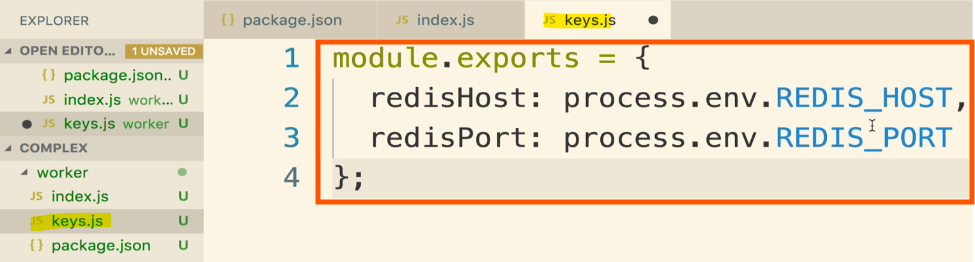 EXPLORER
OPEN EDITO... 1 UNSAVED
{} package.json.. U
JS index.js work... U
JS keys.js worker U
COMPLEX
worker
JS index.js U
JS keys.js U
{} package.json U
{} package.json JS index.js JS keys.js
1 module.exports = {
2 redisHost: process.env.REDIS_HOST,
3 redisPort: process.env.REDIS_PORT
4 };